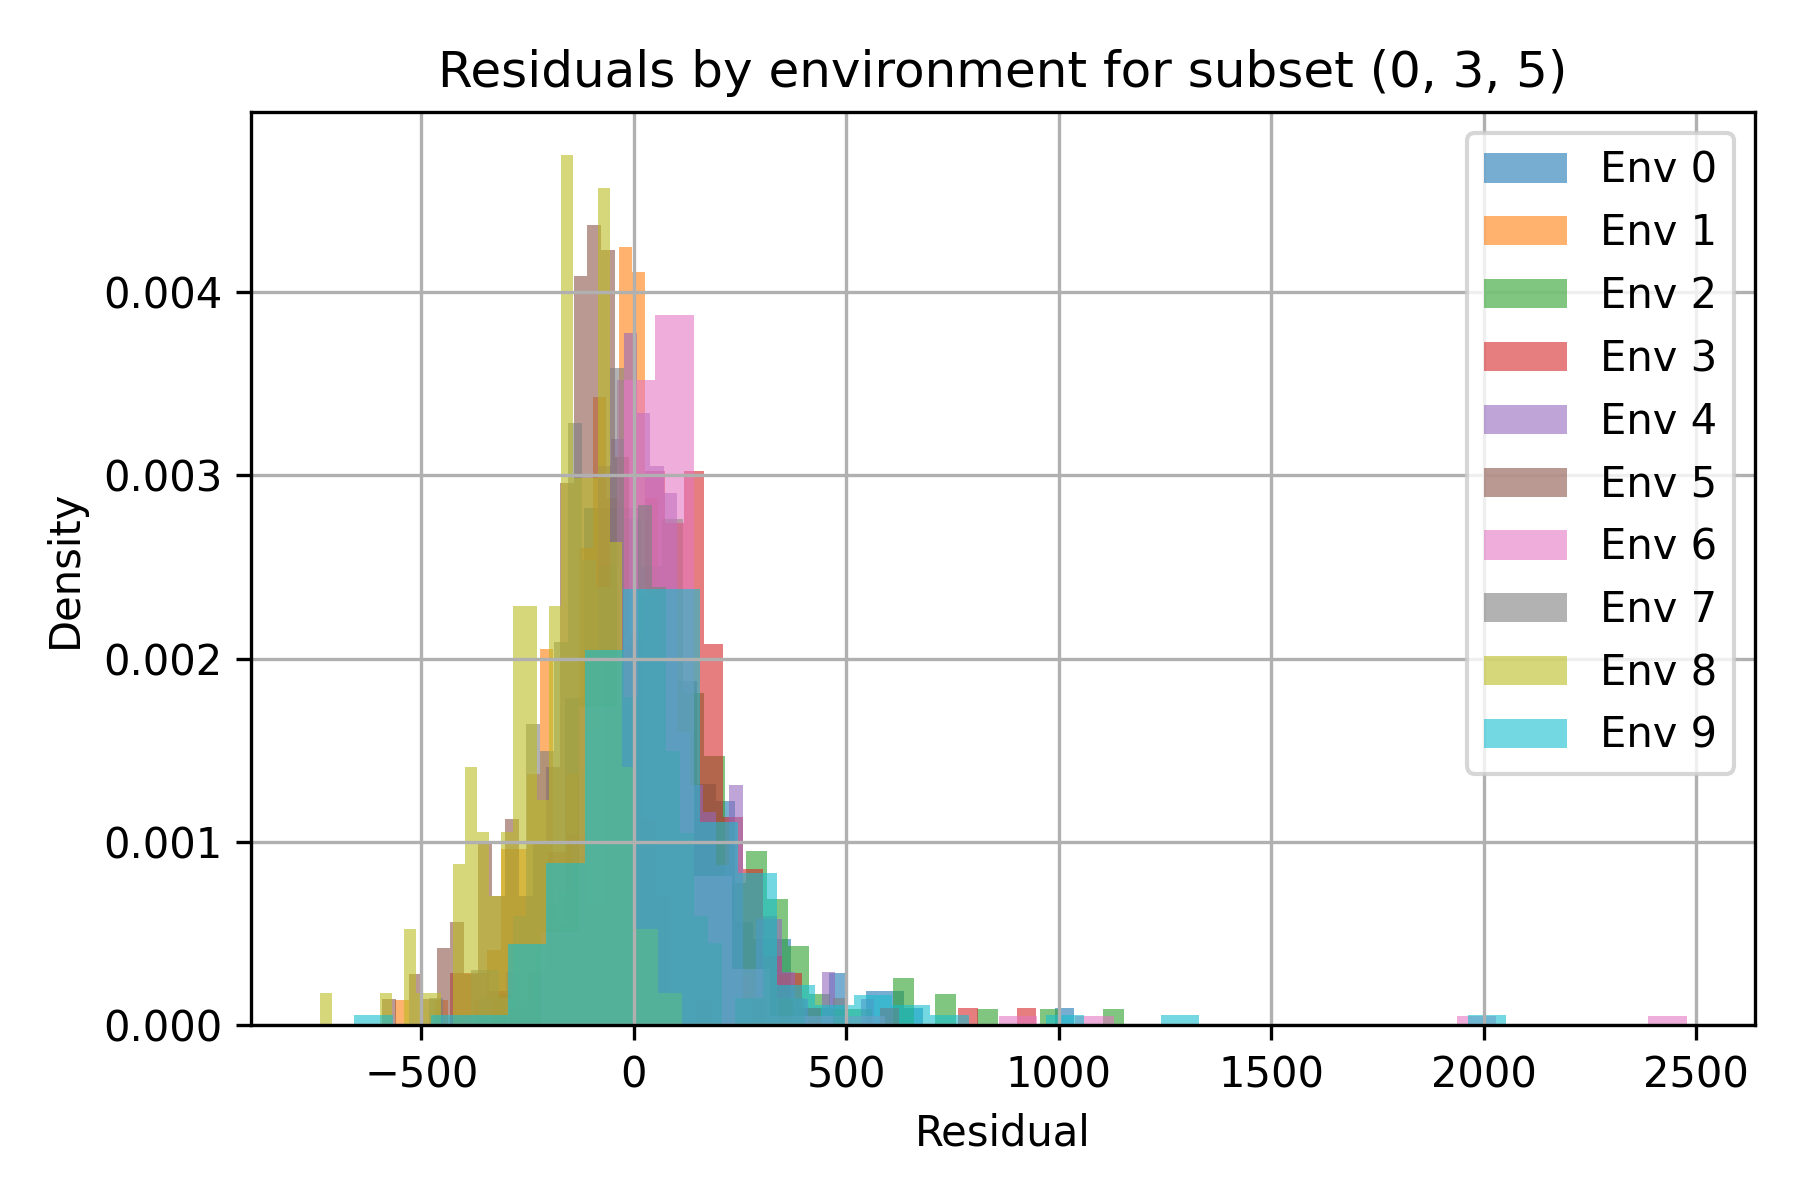 Residuals by environment for subset (0, 3, 5)
Env 0
Env 1
Env 2
Env 3
Env 4
Env 5
Env 6
Env 7
Env 8
Env 9
Density
0.004
0.003
0.002
0.001
0.000
−500
0
500
1000
1500
2000
2500
Residual